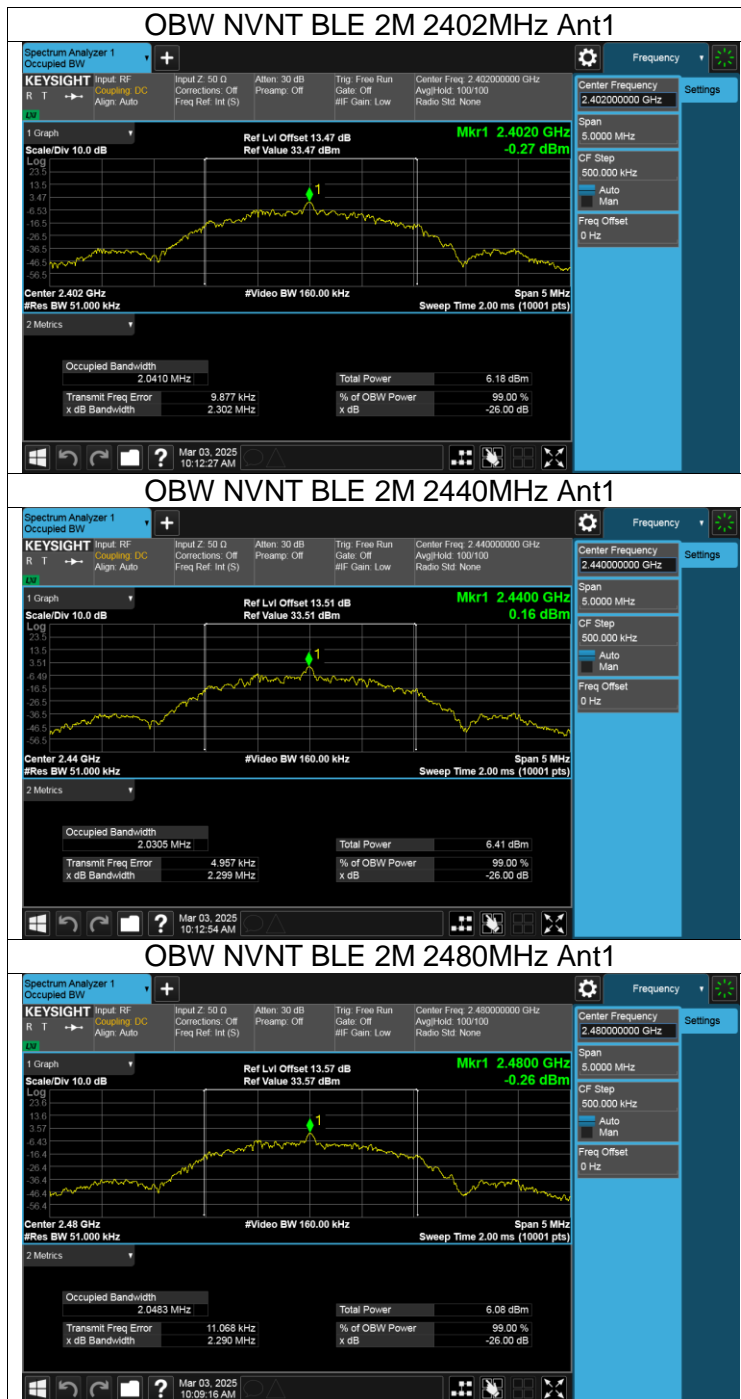 OBW NVNT BLE 2M 2402MHz Ant1
Spectrum Analyzer 1
Occupied BW
+
Frequency
KEYSIGHT Input: RF Input Z: 50 Ω Atten: 30 dB Trig: Free Run Center Freq: 2.402000000 GHz
R T Coupling: DC Corrections: Off Preamp: Off Gate: Off Avg|Hold: 100/100
Align: Auto Freq Ref: Int (S) #IF Gain: Low Radio Std: None
LXI
Center Frequency
2.402000000 GHz
Settings
Span
5.0000 MHz
CF Step
500.000 kHz
Auto
Man
Freq Offset
0 Hz
1 Graph
Ref Lvl Offset 13.47 dB
Mkr1 2.4020 GHz
Scale/Div 10.0 dB
Ref Value 33.47 dBm
-0.27 dBm
Log
23.5
13.5
3.47
-6.53
-16.5
-26.5
-36.5
-46.5
-56.5
1
Center 2.402 GHz #Video BW 160.00 kHz Span 5 MHz
#Res BW 51.000 kHz Sweep Time 2.00 ms (10001 pts)
2 Metrics
Occupied Bandwidth
2.0410 MHz Total Power 6.18 dBm
Transmit Freq Error 9.877 kHz % of OBW Power 99.00 %
x dB Bandwidth 2.302 MHz x dB -26.00 dB
? Mar 03, 2025
10:12:27 AM
OBW NVNT BLE 2M 2440MHz Ant1
Spectrum Analyzer 1
Occupied BW
+
Frequency
KEYSIGHT Input: RF Input Z: 50 Ω Atten: 30 dB Trig: Free Run Center Freq: 2.440000000 GHz
R T Coupling: DC Corrections: Off Preamp: Off Gate: Off Avg|Hold: 100/100
Align: Auto Freq Ref: Int (S) #IF Gain: Low Radio Std: None
LXI
Center Frequency
2.440000000 GHz
Settings
Span
5.0000 MHz
CF Step
500.000 kHz
Auto
Man
Freq Offset
0 Hz
1 Graph
Ref Lvl Offset 13.51 dB
Mkr1 2.4400 GHz
Scale/Div 10.0 dB
Ref Value 33.51 dBm
0.16 dBm
Log
23.5
13.5
3.51
-6.49
-16.5
-26.5
-36.5
-46.5
-56.5
1
Center 2.44 GHz #Video BW 160.00 kHz Span 5 MHz
#Res BW 51.000 kHz Sweep Time 2.00 ms (10001 pts)
2 Metrics
Occupied Bandwidth
2.0305 MHz Total Power 6.41 dBm
Transmit Freq Error 4.957 kHz % of OBW Power 99.00 %
x dB Bandwidth 2.299 MHz x dB -26.00 dB
? Mar 03, 2025
10:12:54 AM
OBW NVNT BLE 2M 2480MHz Ant1
Spectrum Analyzer 1
Occupied BW
+
Frequency
KEYSIGHT Input: RF Input Z: 50 Ω Atten: 30 dB Trig: Free Run Center Freq: 2.480000000 GHz
R T Coupling: DC Corrections: Off Preamp: Off Gate: Off Avg|Hold: 100/100
Align: Auto Freq Ref: Int (S) #IF Gain: Low Radio Std: None
LXI
Center Frequency
2.480000000 GHz
Settings
Span
5.0000 MHz
CF Step
500.000 kHz
Auto
Man
Freq Offset
0 Hz
1 Graph
Ref Lvl Offset 13.57 dB
Mkr1 2.4800 GHz
Scale/Div 10.0 dB
Ref Value 33.57 dBm
-0.26 dBm
Log
23.6
13.6
3.57
-6.43
-16.4
-26.4
-36.4
-46.4
-56.4
1
Center 2.48 GHz #Video BW 160.00 kHz Span 5 MHz
#Res BW 51.000 kHz Sweep Time 2.00 ms (10001 pts)
2 Metrics
Occupied Bandwidth
2.0483 MHz Total Power 6.08 dBm
Transmit Freq Error 11.068 kHz % of OBW Power 99.00 %
x dB Bandwidth 2.290 MHz x dB -26.00 dB
? Mar 03, 2025
10:09:16 AM